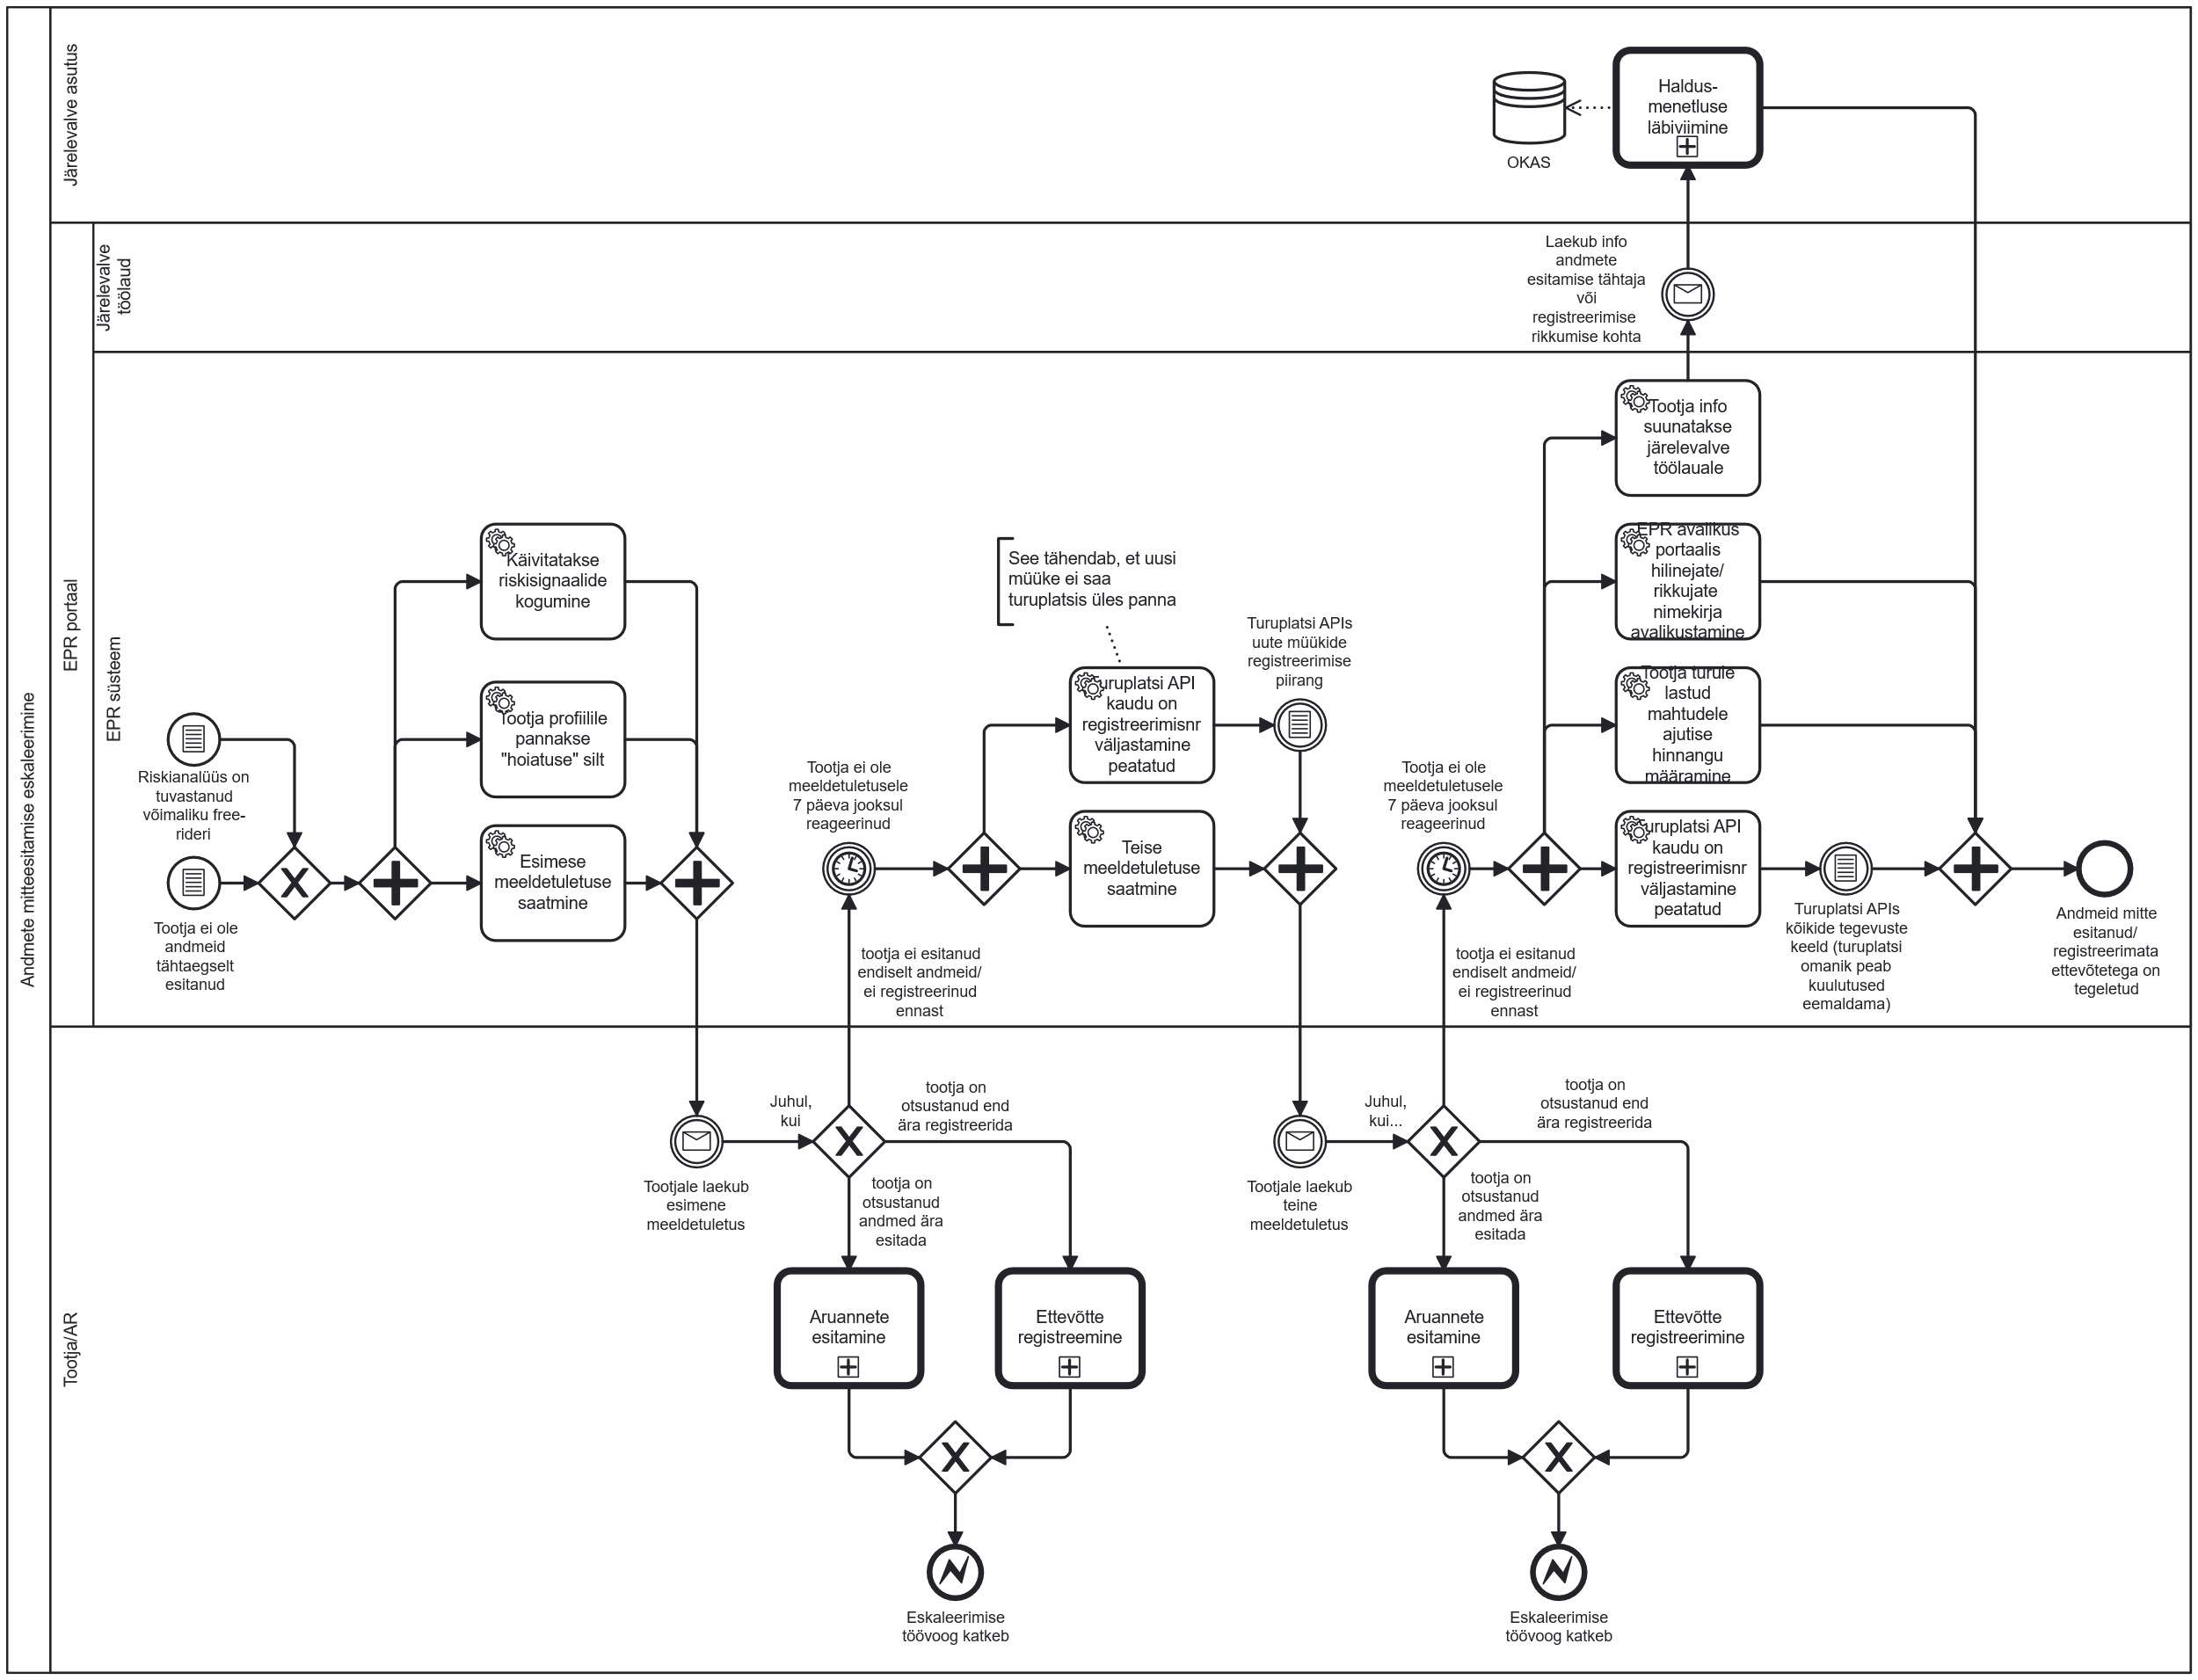 Andmete mitteesitamise eskaleerimine
Järelevalve asutus
OKAS
Haldus-
menetluse
läbiviimine
EPR portaal
Järelevalve
töölaud
Laekub info
andmete
esitamise tähtaja
või
registreerimise
rikkumise kohta
EPR süsteem
Riskianalüüs on
tuvastanud
võimaliku free-
rideri
Tootja ei ole
andmeid
tähtaegselt
esitanud
Käivitatakse
riskisignaalide
kogumine
Tootja profiilile
pannakse
"hoiatuse" silt
Esimese
meeldetuletuse
saatmine
Tootja ei ole
meeldetuletusele
7 päeva jooksul
reageerinud
tootja ei esitanud
endiselt andmeid/
ei registreerinud
ennast
See tähendab, et uusi
müüke ei saa
turuplatsis üles panna
Turuplatsi API
kaudu on
registreerimisnr
väljastamine
peatatud
Teise
meeldetuletuse
saatmine
Turuplatsi APIs
uute müükide
registreerimise
piirang
Tootja ei ole
meeldetuletusele
7 päeva jooksul
reageerinud
tootja ei esitanud
endiselt andmeid/
ei registreerinud
ennast
Tootja info
suunatakse
järelevalve
töölauale
EPR avalikus
portaalis
hilinejate/
rikkujate
nimekirja
avalikustamine
Tootja turule
lastud
mahtudele
ajutise
hinnangu
määramine
Turuplatsi API
kaudu on
registreerimisnr
väljastamine
peatatud
Turuplatsi APIs
kõikide tegevuste
keeld (turuplatsi
omanik peab
kuulutused
eemaldama)
Andmeid mitte
esitanud/
registreerimata
ettevõtetega on
tegeletud
Tootja/AR
Tootjale laekub
esimene
meeldetuletus
Juhul,
kui
tootja on
otsustanud end
ära registreerida
tootja on
otsustanud
andmed ära
esitada
Aruannete
esitamine
Ettevõtte
registreemine
Eskaleerimise
töövoog katkeb
Tootjale laekub
teine
meeldetuletus
Juhul,
kui...
tootja on
otsustanud end
ära registreerida
tootja on
otsustanud
andmed ära
esitada
Aruannete
esitamine
Ettevõtte
registreerimine
Eskaleerimise
töövoog katkeb